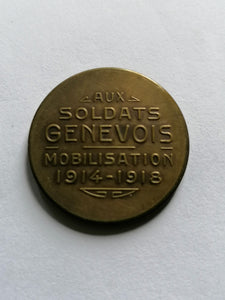 AUX
SOLDATS
GENEVOIS
MOBILISATION
1914-1918